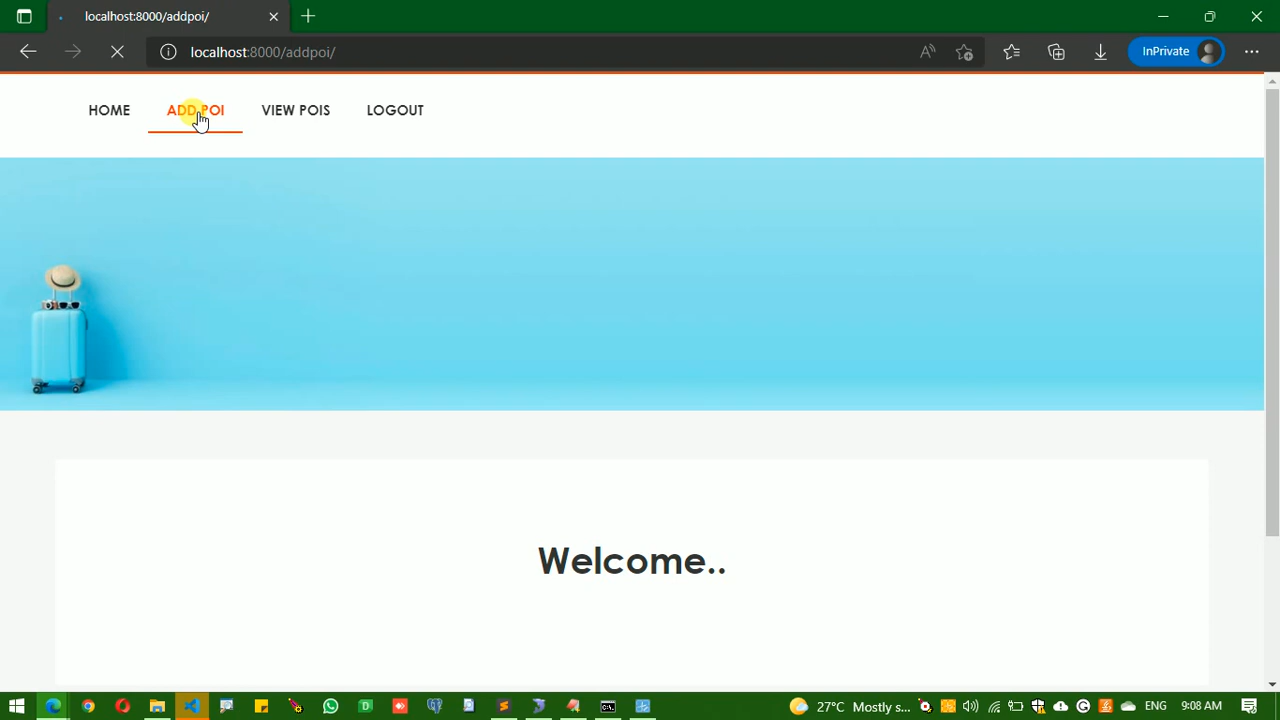 localhost:8000/addpoi/
localhost:8000/addpoi/
InPrivate
HOME
ADD POI
VIEW POIS
LOGOUT
Welcome..
27°C Mostly s...
ENG
9:08 AM